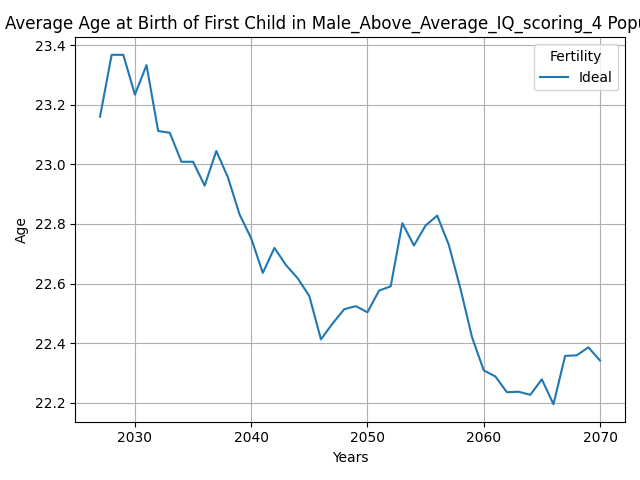 Average Age at Birth of First Child in Male_Above_Average_IQ_scoring_4 Popu
Fertility
Ideal
23.4
23.2
23.0
22.8
22.6
22.4
22.2
Age
2030 2040 2050 2060 2070
Years